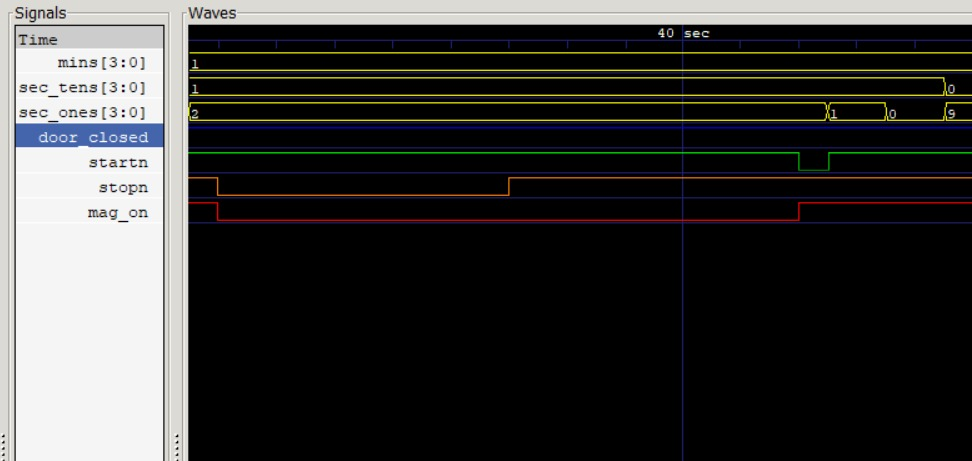 Signals
Waves
Time
40 sec
mins[3:0]
1
sec_tens[3:0]
1
0
sec_ones[3:0]
2
1
0
9
door_closed
startn
stopn
mag_on